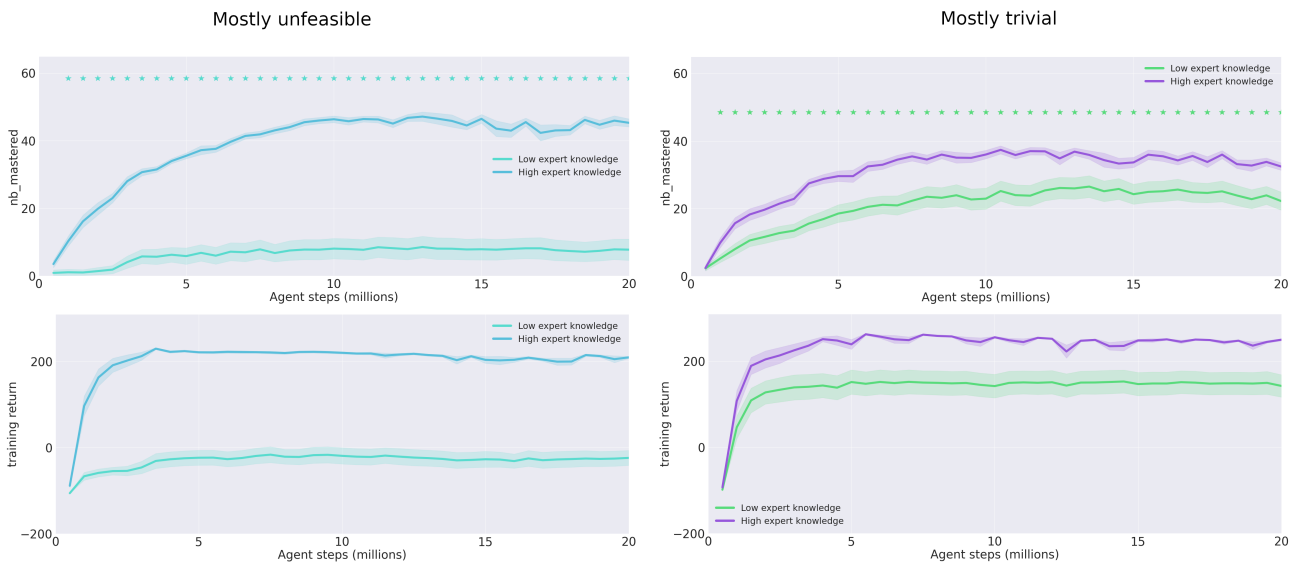 Mostly unfeasible
60
40
20
0
nb_mastered
Low expert knowledge
High expert knowledge
0 5 10 15 20
Agent steps (millions)
200
0
−200
training return
Low expert knowledge
High expert knowledge
0 5 10 15 20
Agent steps (millions)
Mostly trivial
60
40
20
0
nb_mastered
Low expert knowledge
High expert knowledge
0 5 10 15 20
Agent steps (millions)
200
0
−200
training return
Low expert knowledge
High expert knowledge
0 5 10 15 20
Agent steps (millions)